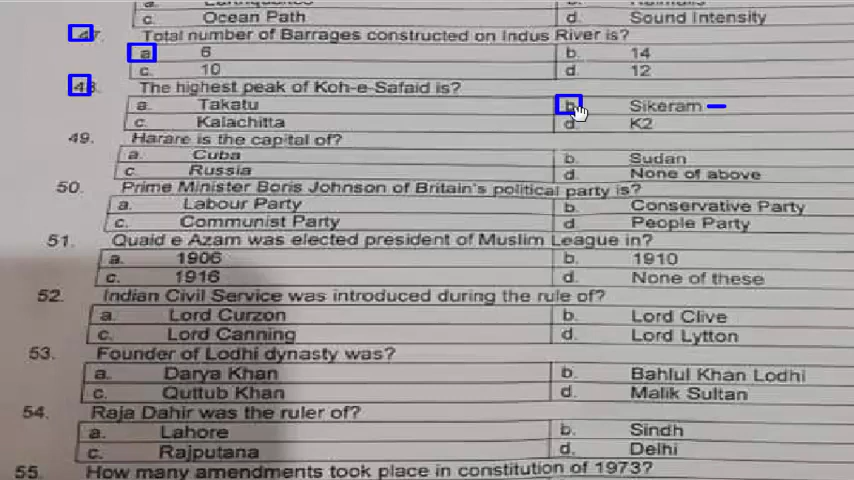 c. Ocean Path d. Sound Intensity
47. Total number of Barrages constructed on Indus River is?
a. 6 b. 14
c. 10 d. 12
48. The highest peak of Koh-e-Safaid is?
a. Takatu b. Sikeram
c. Kalachitta d. K2
49. Harare is the capital of?
a. Cuba b. Sudan
c. Russia d. None of above
50. Prime Minister Boris Johnson of Britain's political party is?
a. Labour Party b. Conservative Party
c. Communist Party d. People Party
51. Quaid e Azam was elected president of Muslim League in?
a. 1906 b. 1910
c. 1916 d. None of these
52. Indian Civil Service was introduced during the rule of?
a. Lord Curzon b. Lord Clive
c. Lord Canning d. Lord Lytton
53. Founder of Lodhi dynasty was?
a. Darya Khan b. Bahlul Khan Lodhi
c. Quttub Khan d. Malik Sultan
54. Raja Dahir was the ruler of?
a. Lahore b. Sindh
c. Rajputana d. Delhi
55. How many amendments took place in constitution of 1973?